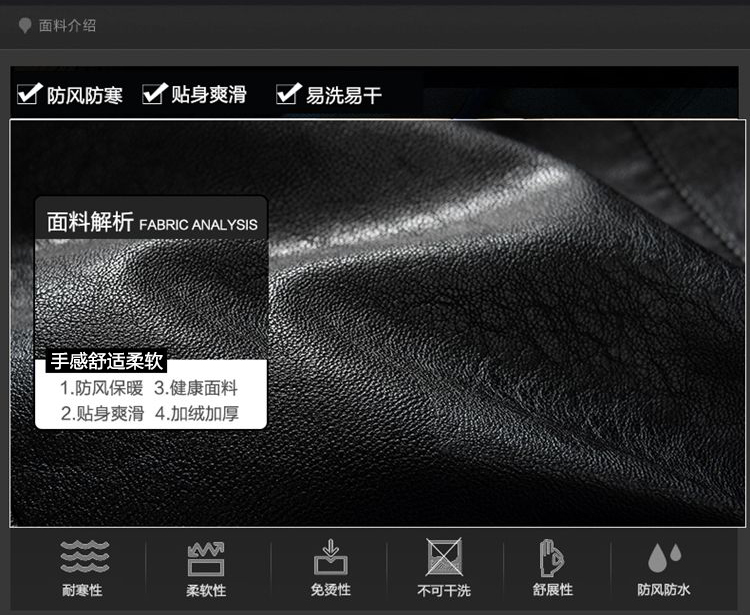 面料介绍
防风防寒 贴身爽滑 易洗易干
面料解析 FABRIC ANALYSIS
手感舒适柔软
1.防风保暖 3.健康面料
2.贴身爽滑 4.加绒加厚
耐寒性 柔软性 免烫性 不可干洗 舒展性 防风防水